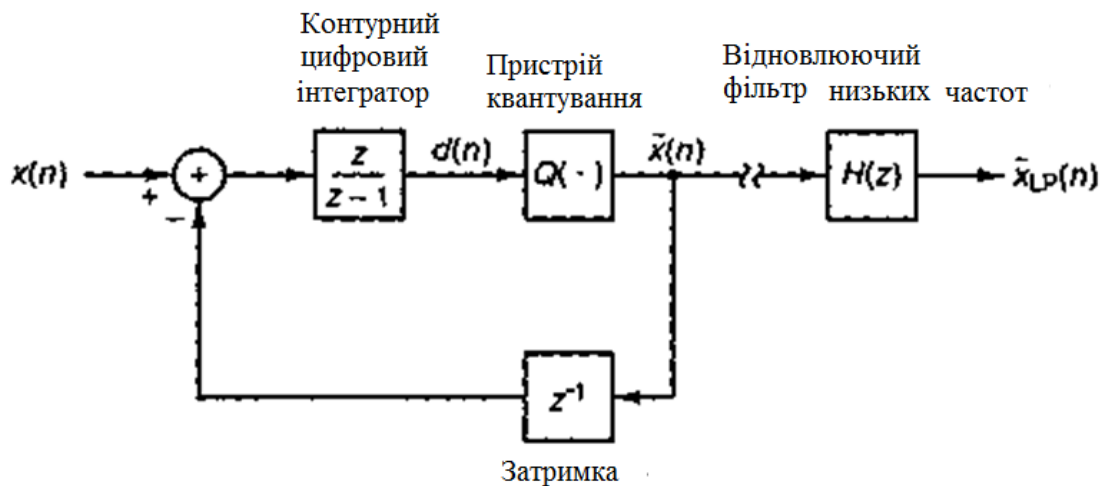 Контурний
цифровий
інтегратор
Пристрій
квантування
Відновлюючий
фільтр низьких частот
x(n)
+
+
−
z
z − 1
d(n)
Q( · )
x̃(n)
H(z)
x̃LP(n)
z⁻¹
Затримка